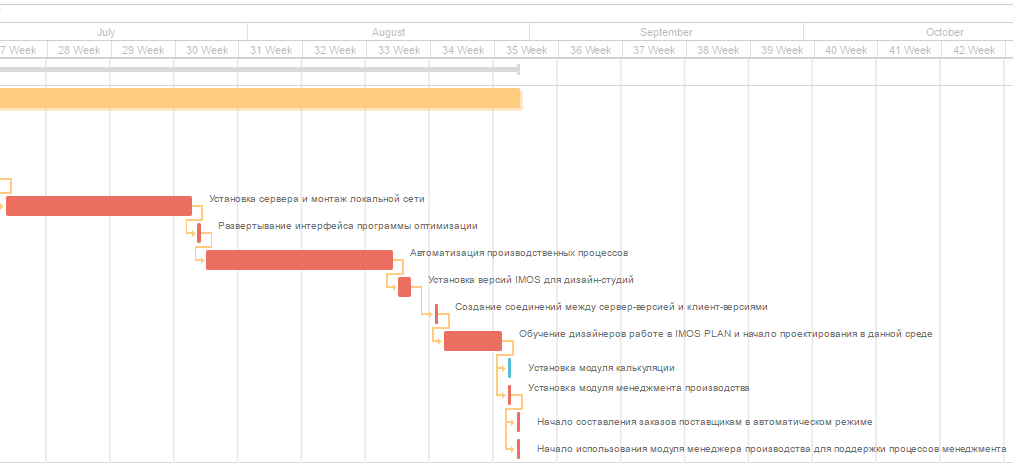 July August September October
7 Week 28 Week 29 Week 30 Week 31 Week 32 Week 33 Week 34 Week 35 Week 36 Week 37 Week 38 Week 39 Week 40 Week 41 Week 42 Week
Установка сервера и монтаж локальной сети
Развертывание интерфейса программы оптимизации
Автоматизация производственных процессов
Установка версий IMOS для дизайн-студий
Создание соединений между сервер-версией и клиент-версиями
Обучение дизайнеров работе в IMOS PLAN и начало проектирования в данной среде
Установка модуля калькуляции
Установка модуля менеджмента производства
Начало составления заказов поставщикам в автоматическом режиме
Начало использования модуля менеджера производства для поддержки процессов менеджмента